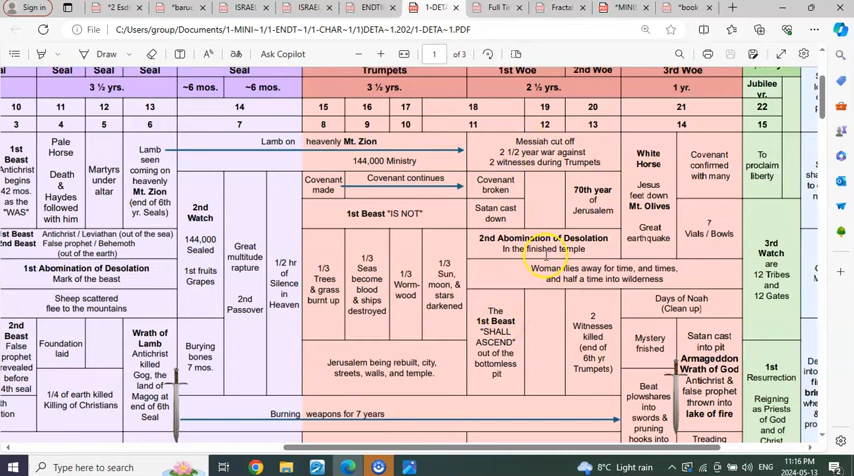 Sign in
*2 Esd
*baruc
ISRAEL
ISRAEL
ENDTIN
1-DETA
Full Tim
Fractal
*MINIS
*book
File
C:/Users/group/Documents/1-MINI~1/1-ENDT~1/1-CHAR~1/1)DETA~1.202/1-DETA~1.PDF
Draw
Ask Copilot
1
of 3
Seal
Seal
Seal
Seal
Trumpets
1st Woe
2nd Woe
3rd Woe
3 ½ yrs.
~6 mos.
~6 mos.
3 ½ yrs.
2 ½ yrs.
1 yr.
Jubilee
yr.
10
11
12
13
14
15
16
17
18
19
20
21
22
3
4
5
6
7
8
9
10
11
12
13
14
15
1st
Beast
Antichrist
begins
42 mos.
as the
"WAS"
Pale
Horse
Death
&
Haydes
followed
with him
Martyrs
under
altar
Lamb
seen
coming on
heavenly
Mt. Zion
(end of 6th
yr. Seals)
Lamb on
heavenly Mt. Zion
144,000 Ministry
2nd
Watch
144,000
Sealed
1st fruits
Grapes
Great
multitude
rapture
2nd
Passover
1/2 hr
of
Silence
in
Heaven
Covenant
made
Covenant continues
1st Beast "IS NOT"
Messiah cut off
2 1/2 year war against
2 witnesses during Trumpets
Covenant
broken
Satan cast
down
70th year
of
Jerusalem
White
Horse
Jesus
feet down
Mt. Olives
Great
earthquake
Covenant
confirmed
with many
7
Vials / Bowls
To
proclaim
liberty
1st Beast
2nd Beast
Antichrist / Leviathan (out of the sea)
False prophet / Behemoth
(out of the earth)
1st Abomination of Desolation
Mark of the beast
Sheep scattered
flee to the mountains
1/3
Trees &
grass
burnt up
1/3
Seas
become
blood
& ships
destroyed
1/3
Worm-
wood
1/3
Sun,
moon, &
stars
darkened
2nd Abomination of Desolation
In the finished temple
Woman flies away for time, and times,
and half a time into wilderness
3rd
Watch
are
12 Tribes
and
12 Gates
2nd
Beast
False
prophet
revealed
before
4th seal
Foundation
laid
1/4 of earth killed
Killing of Christians
Wrath of
Lamb
Antichrist
killed
Gog, the
land of
Magog at
end of 6th
Seal
Burying
bones
7 mos.
Jerusalem being rebuilt, city,
streets, walls, and temple.
The
1st Beast
"SHALL
ASCEND"
out of the
bottomless
pit
2
Witnesses
killed
(end of
6th yr
Trumpets)
Days of Noah
(Clean up)
Mystery
frished
Beat
plowshares
into
swords &
pruning
hooks into
Satan cast
into pit
Armageddon
Wrath of God
Antichrist &
false prophet
thrown into
lake of fire
Treading
1st
Resurrection
Reigning
as Priests
of God
and of
Christ
Burning weapons for 7 years
Type here to search
8°C Light rain
11:16 PM
2024-05-13